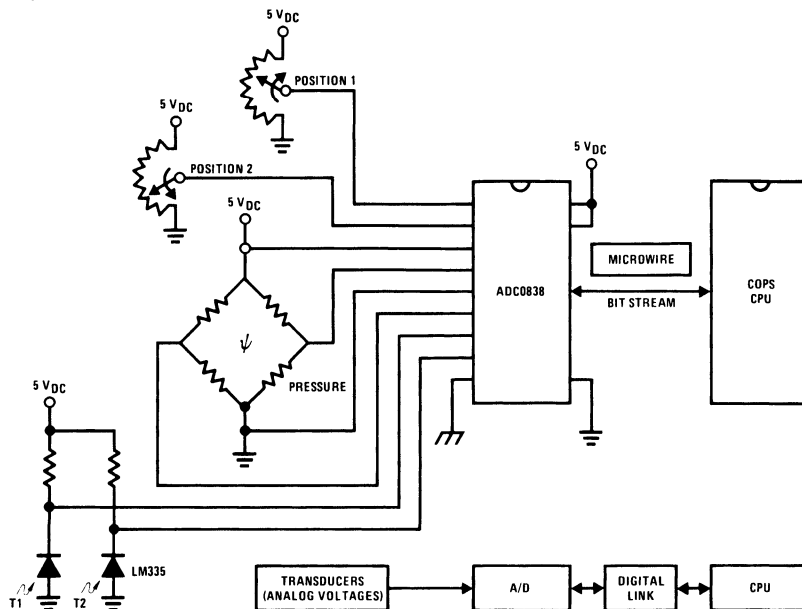 5 VDC
POSITION 1
5 VDC
POSITION 2
5 VDC
5 VDC
ADC0838
MICROWIRE
BIT STREAM
COPS
CPU
ψ
PRESSURE
5 VDC
LM335
T1
T2
TRANSDUCERS
(ANALOG VOLTAGES)
A/D
DIGITAL
LINK
CPU